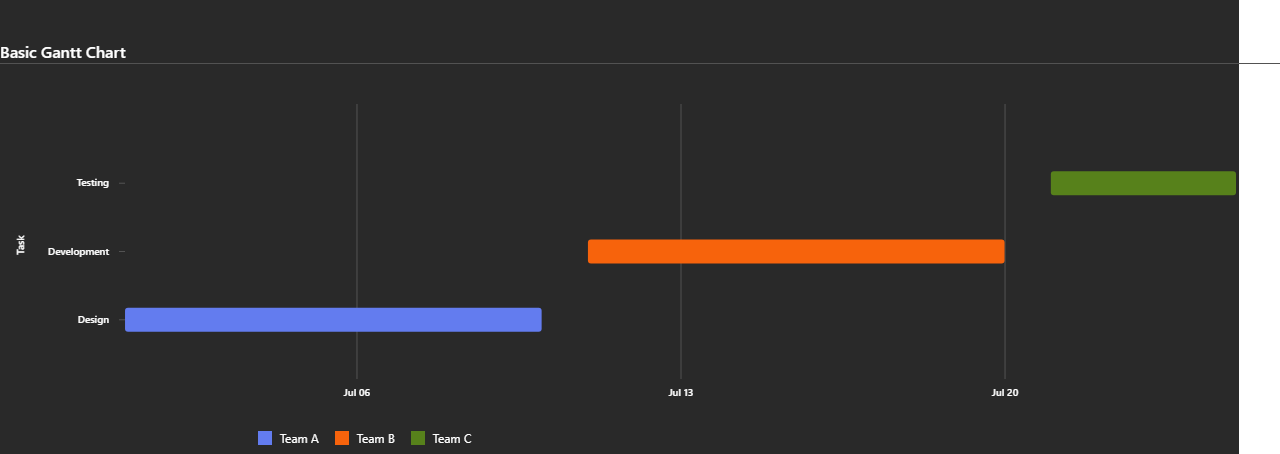 Basic Gantt Chart
Testing
Task
Development
Design
Jul 06 Jul 13 Jul 20
Team A Team B Team C